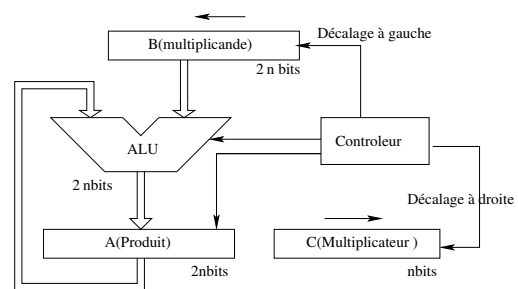 Décalage à gauche
B(multiplicande)
2 n bits
ALU
Controleur
2 nbits
Décalage à droite
A(Produit)
C(Multiplicateur )
2nbits
nbits